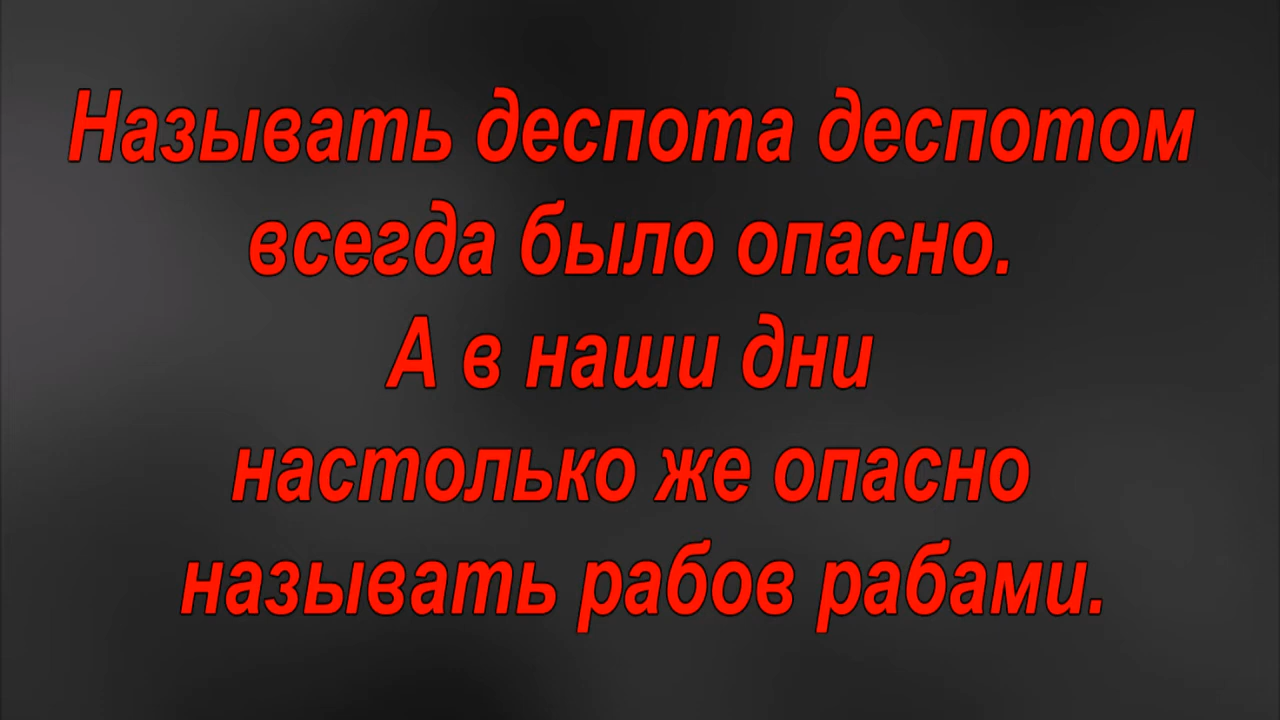 Называть деспота деспотом
всегда было опасно.
А в наши дни
настолько же опасно
называть рабов рабами.